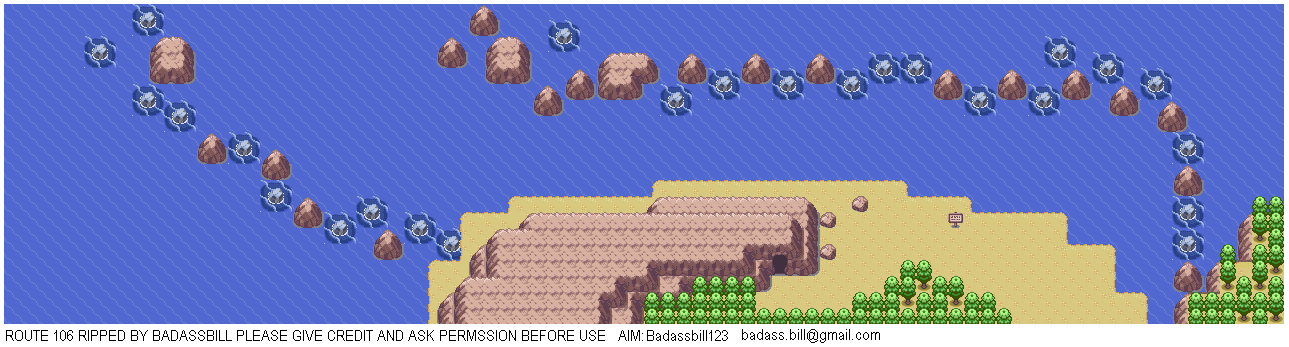 ROUTE 106 RIPPED BY BADASSBILL PLEASE GIVE CREDIT AND ASK PERMSSION BEFORE USE AIM: Badassbill123 badass.bill@gmail.com